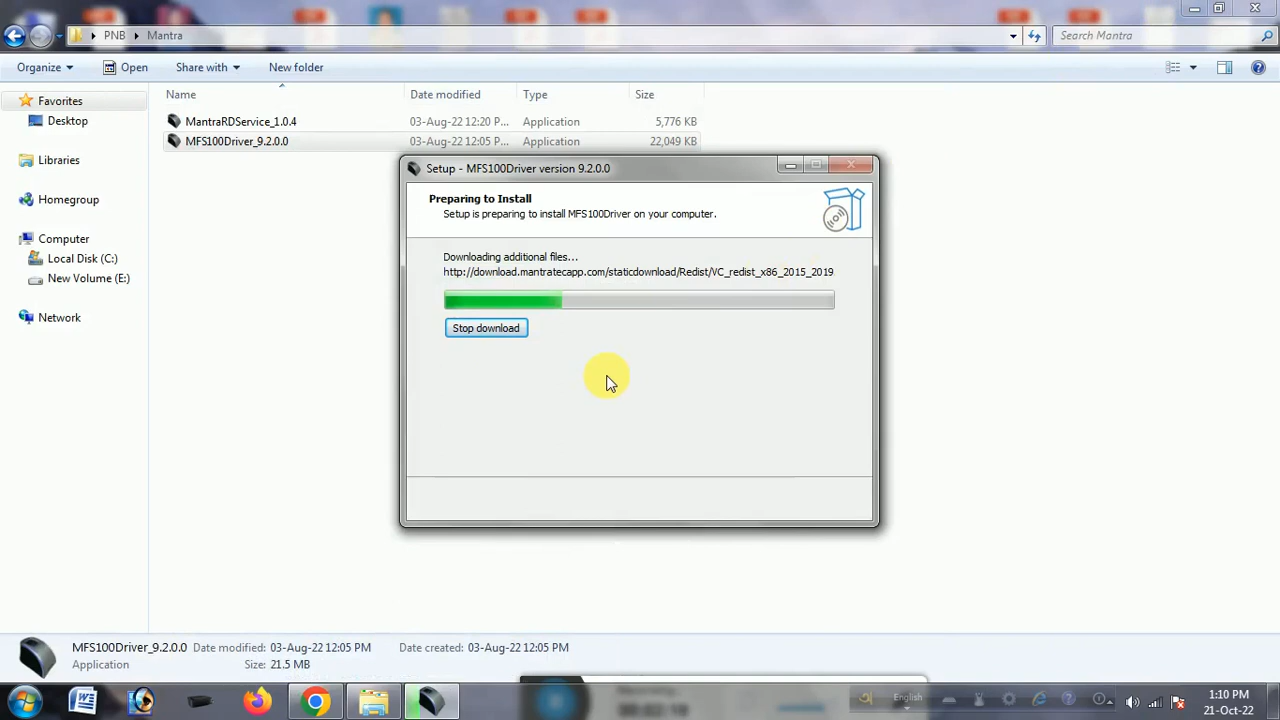 PNB Mantra Search Mantra
Organize Open Share with New folder
Name Date modified Type Size
Favorites
Desktop
Libraries
Homegroup
Computer
Local Disk (C:)
New Volume (E:)
Network
MantraRDService_1.0.4 03-Aug-22 12:20 P... Application 5,776 KB
MFS100Driver_9.2.0.0 03-Aug-22 12:05 P... Application 22,049 KB
Setup - MFS100Driver version 9.2.0.0
Preparing to Install
Setup is preparing to install MFS100Driver on your computer.
Downloading additional files...
http://download.mantratecapp.com/staticdownload/Redist/VC_redist_x86_2015_2019
Stop download
MFS100Driver_9.2.0.0 Date modified: 03-Aug-22 12:05 PM Date created: 03-Aug-22 12:05 PM
Application Size: 21.5 MB
English
1:10 PM
21-Oct-22